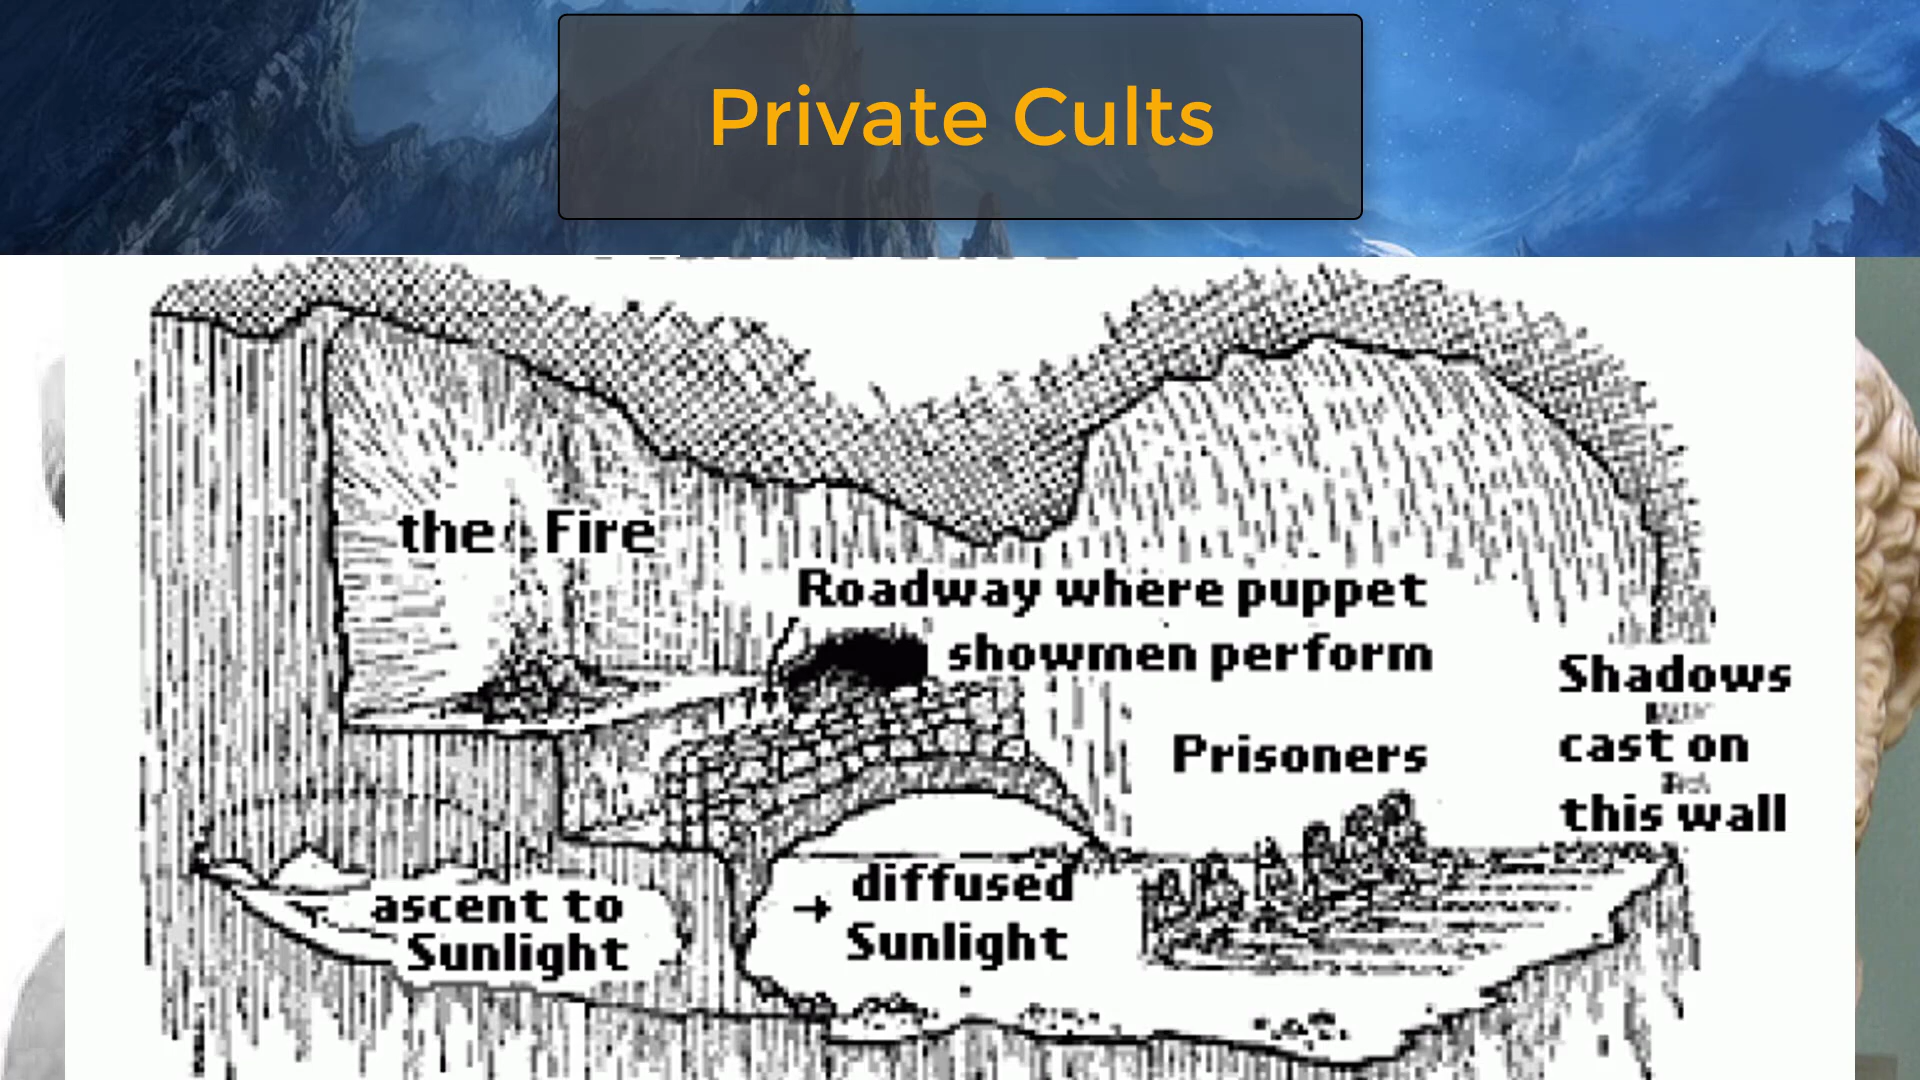 Private Cults
the Fire
Roadway where puppet
showmen perform
Shadows
cast on
this wall
Prisoners
ascent to
Sunlight
→ diffused
Sunlight